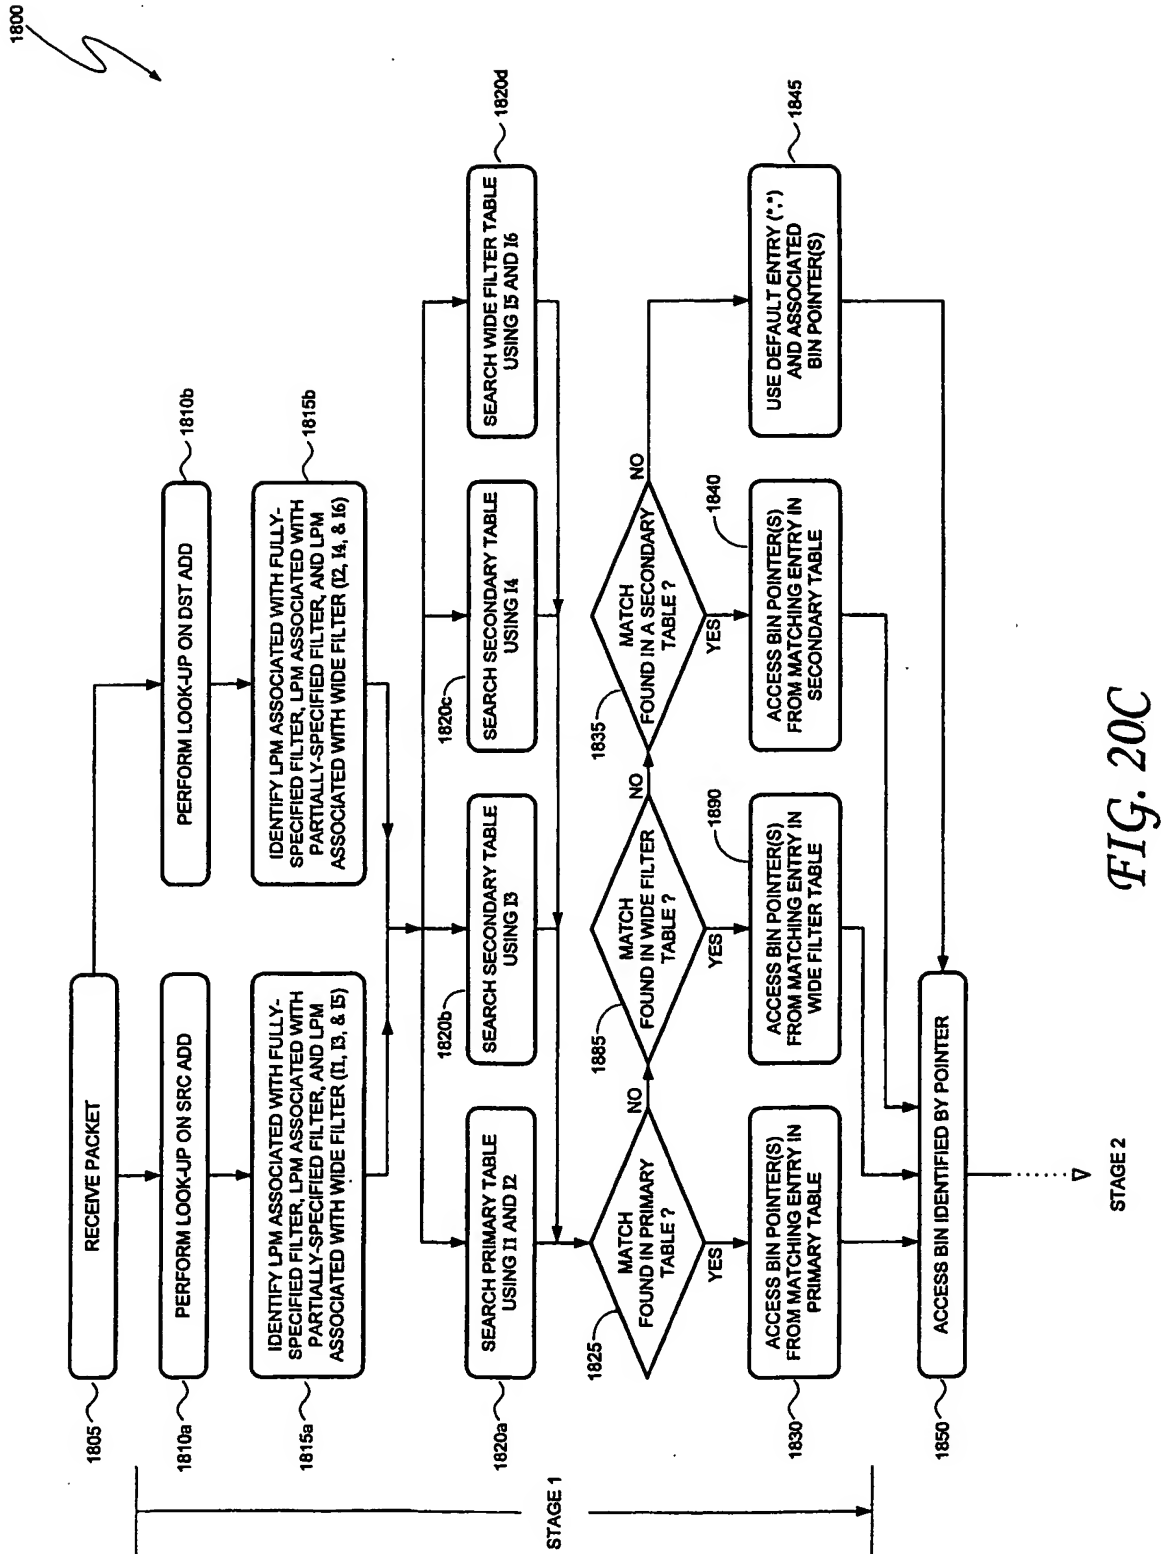 1800
RECEIVE PACKET
1805
PERFORM LOOK-UP ON SRC ADD
1810a
PERFORM LOOK-UP ON DST ADD
1810b
IDENTIFY LPM ASSOCIATED WITH FULLY-
SPECIFIED FILTER, LPM ASSOCIATED WITH
PARTIALLY-SPECIFIED FILTER, AND LPM
ASSOCIATED WITH WIDE FILTER (I1, I3, & I5)
1815a
IDENTIFY LPM ASSOCIATED WITH FULLY-
SPECIFIED FILTER, LPM ASSOCIATED WITH
PARTIALLY-SPECIFIED FILTER, AND LPM
ASSOCIATED WITH WIDE FILTER (I2, I4, & I6)
1815b
SEARCH PRIMARY TABLE
USING I1 AND I2
1820a
SEARCH SECONDARY TABLE
USING I3
1820b
SEARCH SECONDARY TABLE
USING I4
1820c
SEARCH WIDE FILTER TABLE
USING I5 AND I6
1820d
MATCH
FOUND IN PRIMARY
TABLE ?
1825
NO
YES
MATCH
FOUND IN WIDE FILTER
TABLE ?
1885
NO
YES
MATCH
FOUND IN A SECONDARY
TABLE ?
1835
NO
YES
ACCESS BIN POINTER(S)
FROM MATCHING ENTRY IN
PRIMARY TABLE
1830
ACCESS BIN POINTER(S)
FROM MATCHING ENTRY IN
WIDE FILTER TABLE
1890
ACCESS BIN POINTER(S)
FROM MATCHING ENTRY IN
SECONDARY TABLE
1840
USE DEFAULT ENTRY (*,*)
AND ASSOCIATED
BIN POINTER(S)
1845
ACCESS BIN IDENTIFIED BY POINTER
1850
STAGE 1
STAGE 2
FIG. 20C